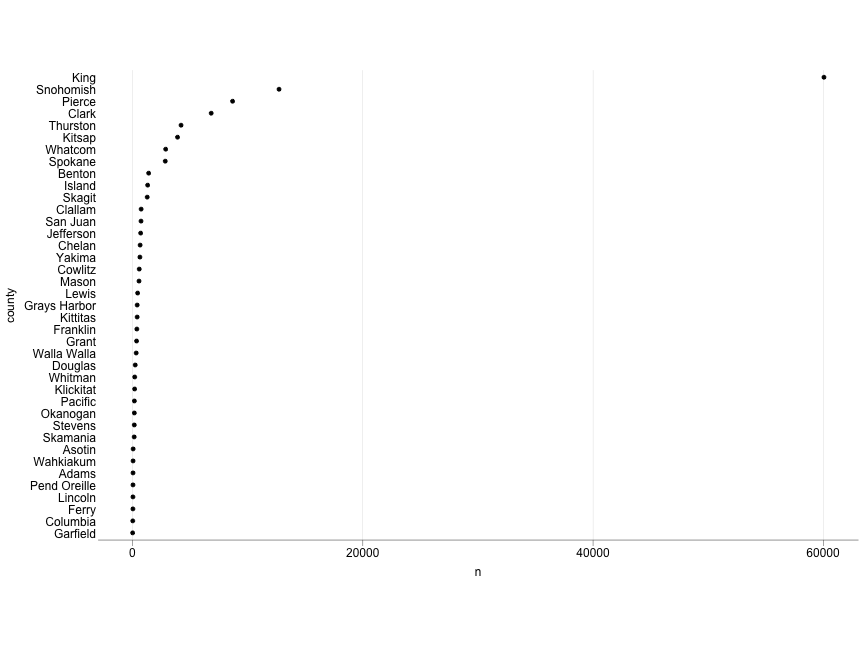 King
Snohomish
Pierce
Clark
Thurston
Kitsap
Whatcom
Spokane
Benton
Island
Skagit
Clallam
San Juan
Jefferson
Chelan
Yakima
Cowlitz
Mason
Lewis
Grays Harbor
Kittitas
Franklin
Grant
Walla Walla
Douglas
Whitman
Klickitat
Pacific
Okanogan
Stevens
Skamania
Asotin
Wahkiakum
Adams
Pend Oreille
Lincoln
Ferry
Columbia
Garfield
county
0 20000 40000 60000
n